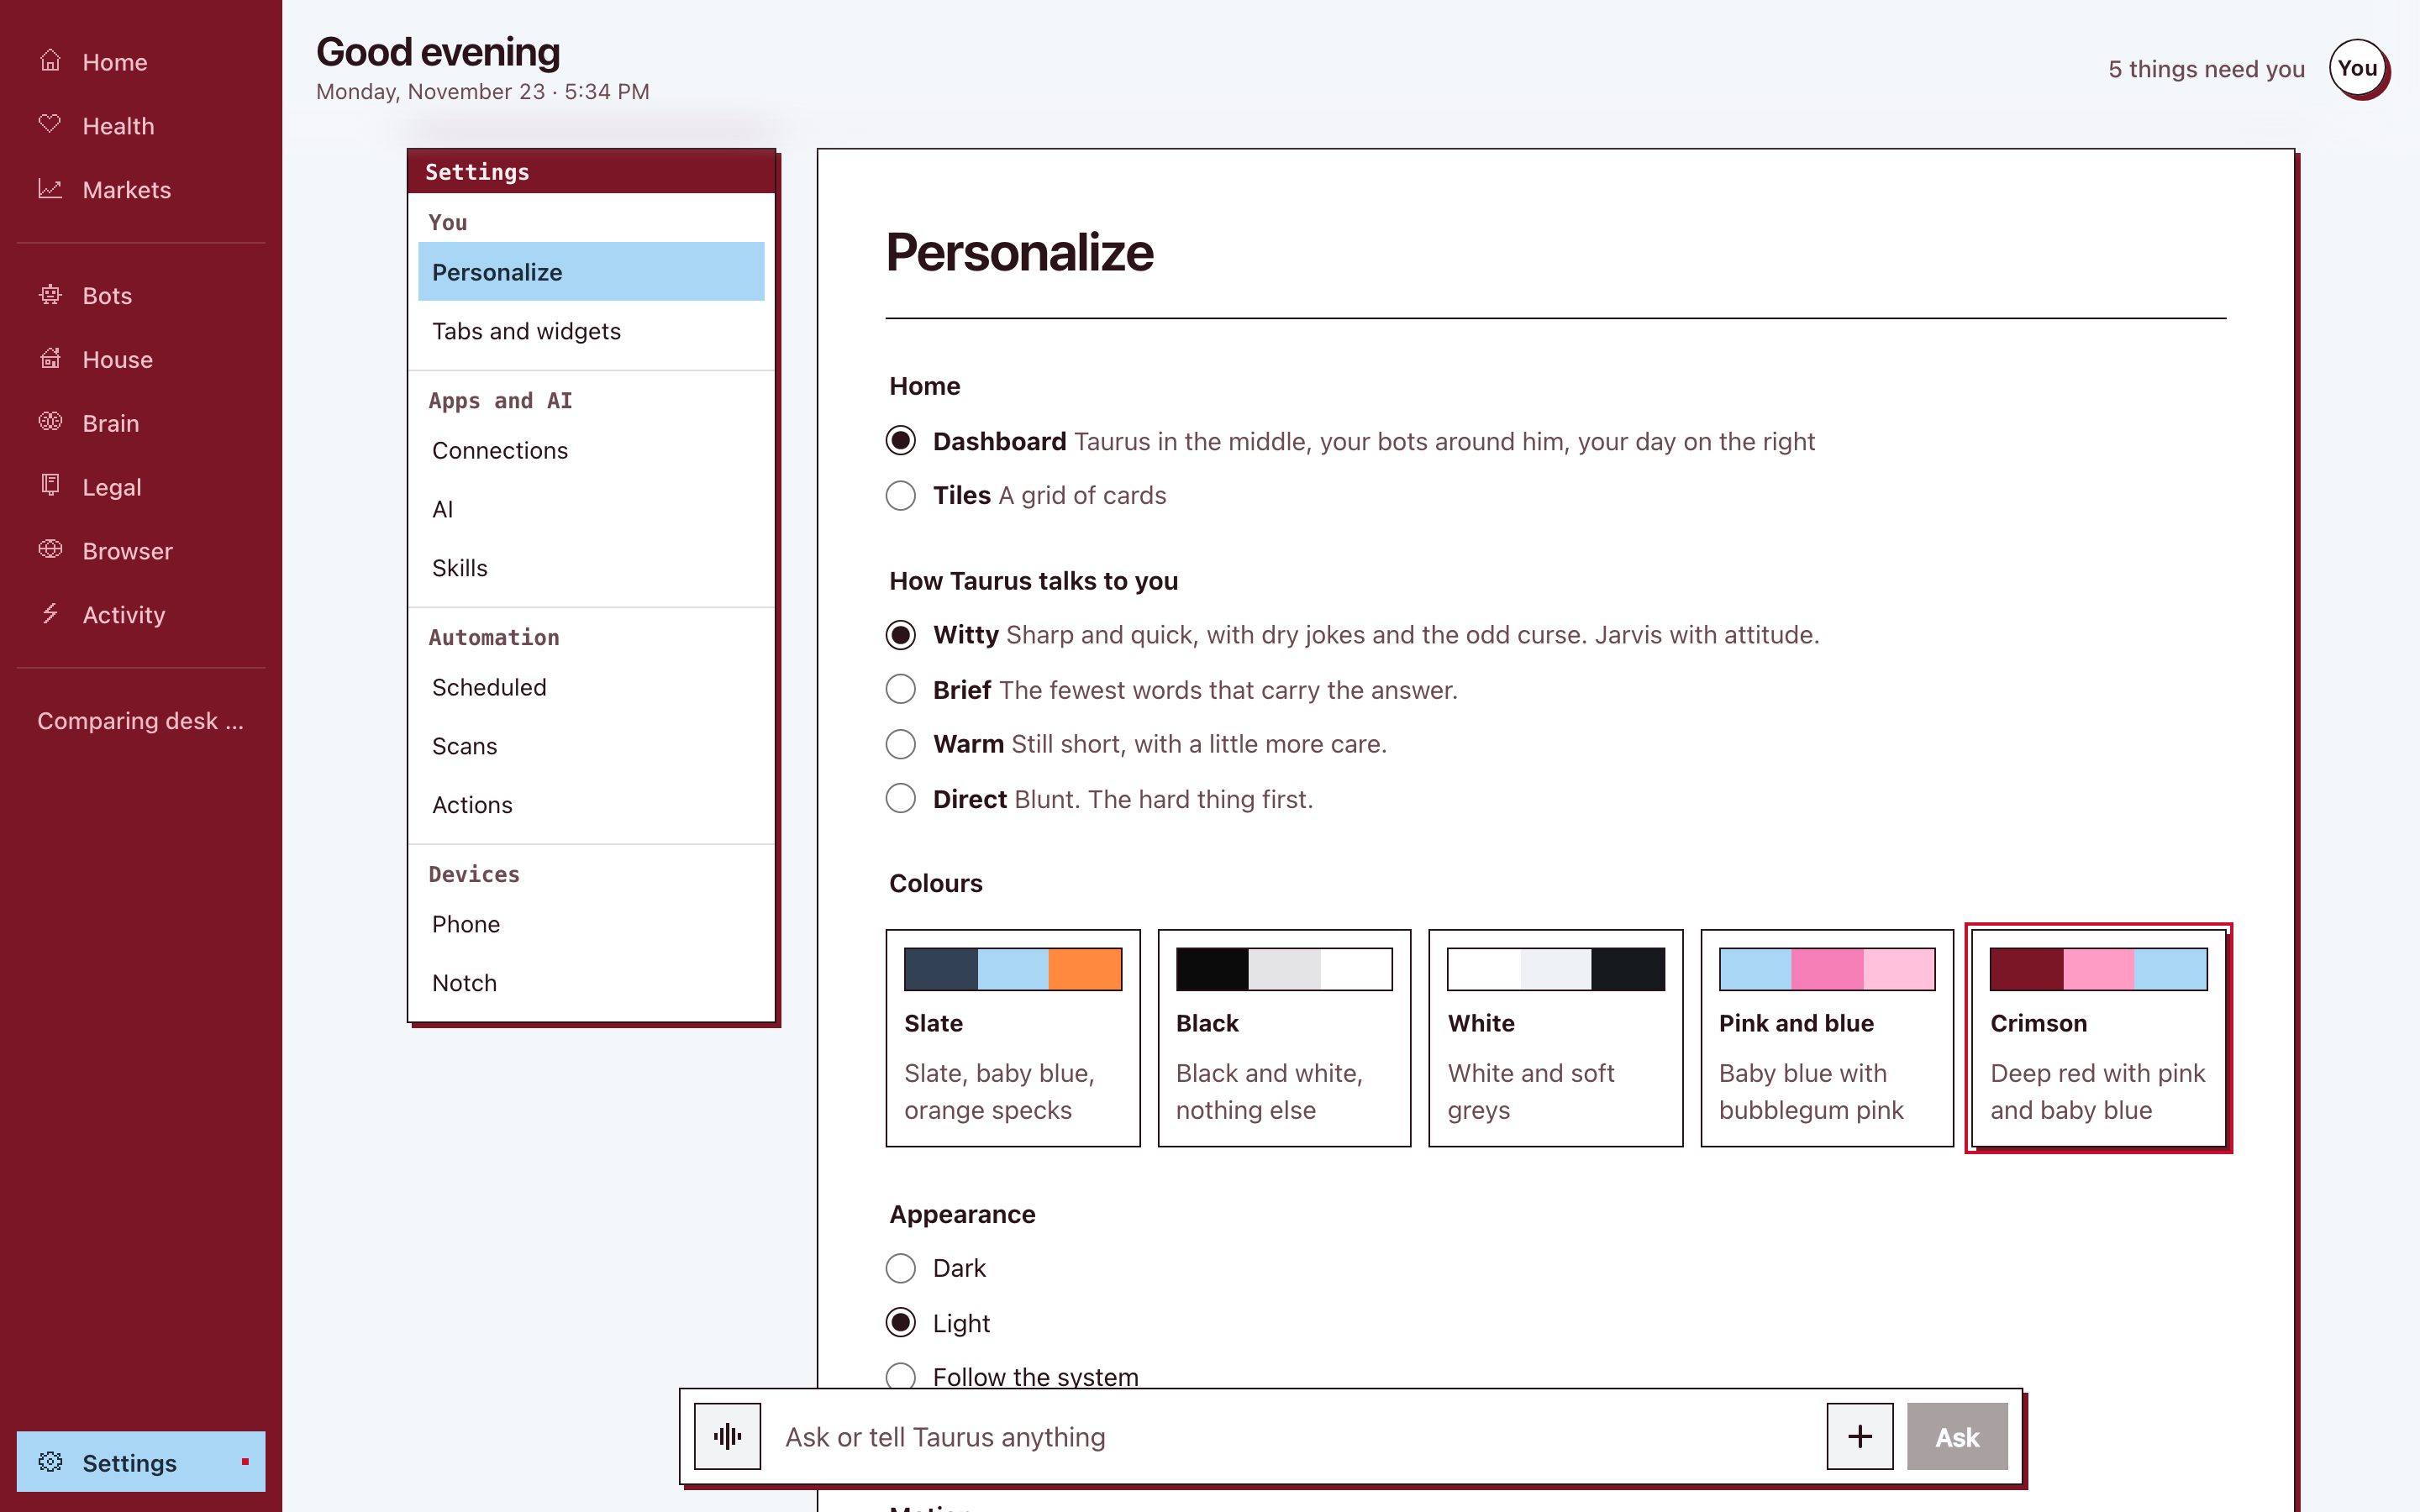 Home
Health
Markets
Bots
House
Brain
Legal
Browser
Activity
Comparing desk ...
Settings
Good evening
Monday, November 23 · 5:34 PM
5 things need you
You
Settings
You
Personalize
Tabs and widgets
Apps and AI
Connections
AI
Skills
Automation
Scheduled
Scans
Actions
Devices
Phone
Notch
Personalize
Home
Dashboard Taurus in the middle, your bots around him, your day on the right
Tiles A grid of cards
How Taurus talks to you
Witty Sharp and quick, with dry jokes and the odd curse. Jarvis with attitude.
Brief The fewest words that carry the answer.
Warm Still short, with a little more care.
Direct Blunt. The hard thing first.
Colours
Slate
Slate, baby blue,
orange specks
Black
Black and white,
nothing else
White
White and soft
greys
Pink and blue
Baby blue with
bubblegum pink
Crimson
Deep red with pink
and baby blue
Appearance
Dark
Light
Follow the system
Ask or tell Taurus anything
Ask